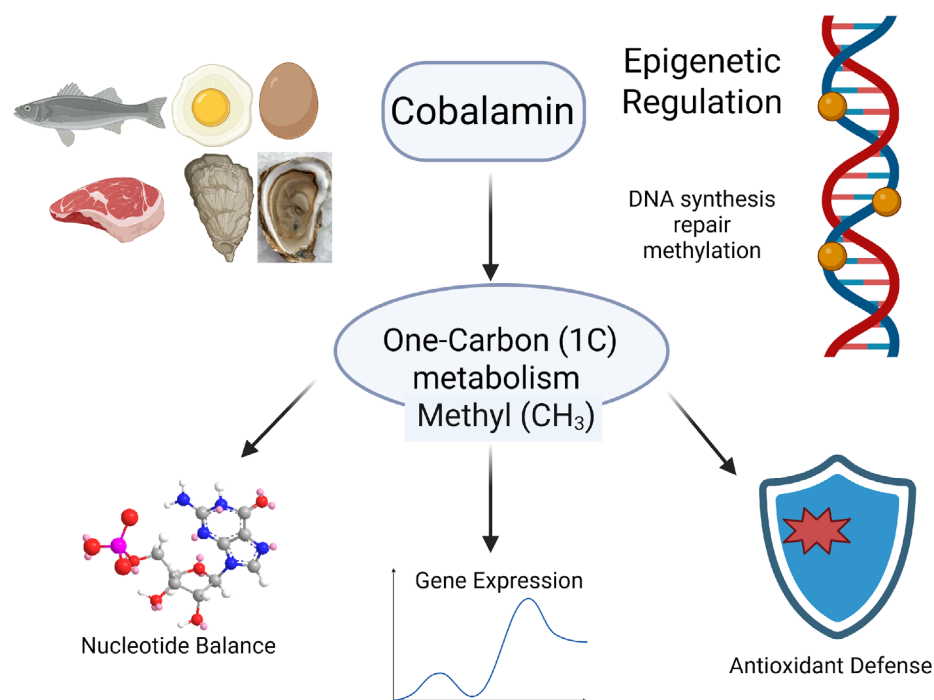 Cobalamin
Epigenetic
Regulation
DNA synthesis
repair
methylation
One-Carbon (1C)
metabolism
Methyl (CH₃)
Nucleotide Balance
Gene Expression
Antioxidant Defense